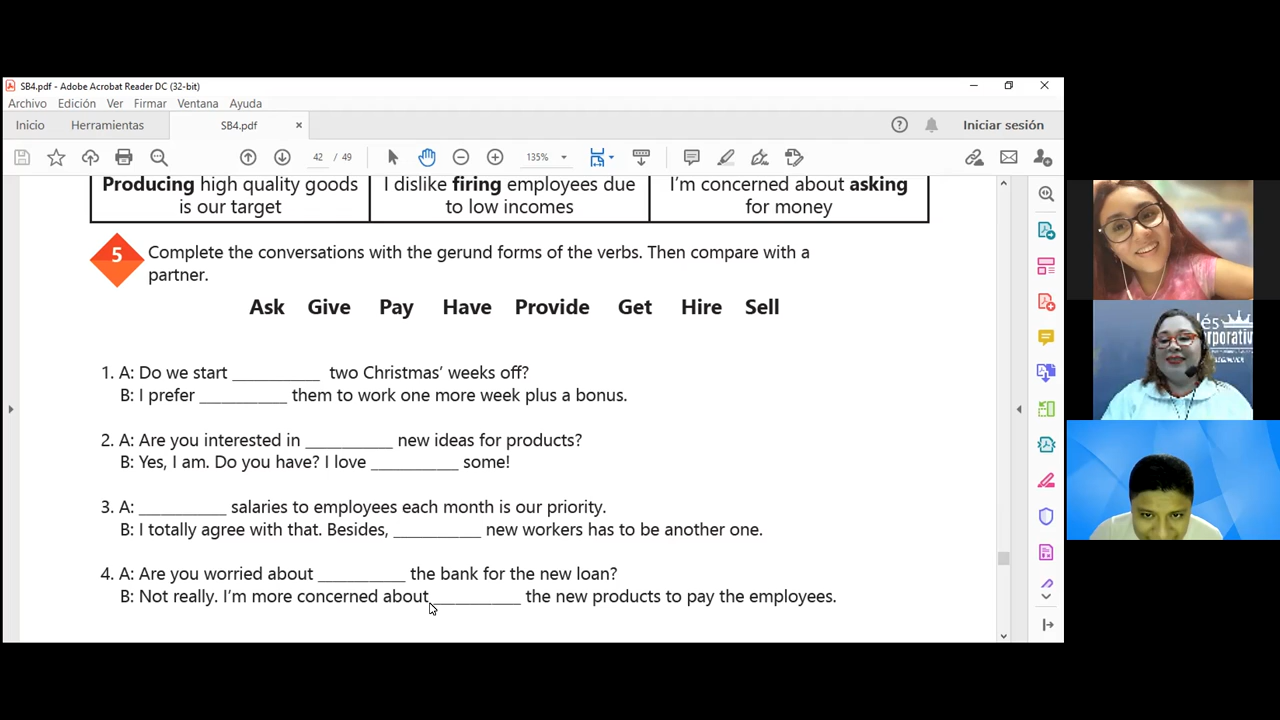 SB4.pdf - Adobe Acrobat Reader DC (32-bit)
Archivo Edición Ver Firmar Ventana Ayuda
Inicio Herramientas SB4.pdf × Iniciar sesión
42 / 49 135%
Producing high quality goods is our target
I dislike firing employees due to low incomes
I'm concerned about asking for money
5 Complete the conversations with the gerund forms of the verbs. Then compare with a
partner.
Ask Give Pay Have Provide Get Hire Sell
1. A: Do we start __________ two Christmas' weeks off?
B: I prefer __________ them to work one more week plus a bonus.
2. A: Are you interested in __________ new ideas for products?
B: Yes, I am. Do you have? I love __________ some!
3. A: __________ salaries to employees each month is our priority.
B: I totally agree with that. Besides, __________ new workers has to be another one.
4. A: Are you worried about __________ the bank for the new loan?
B: Not really. I'm more concerned about__________ the new products to pay the employees.
és
orporativ